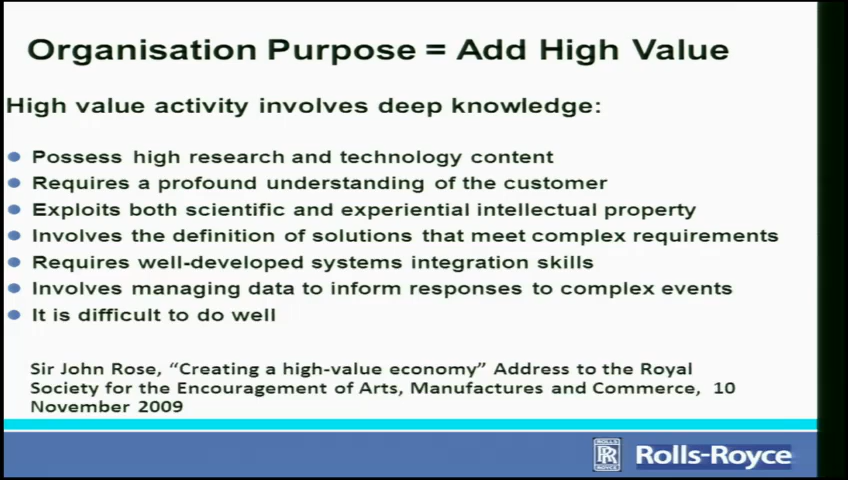 Organisation Purpose = Add High Value
High value activity involves deep knowledge:
Possess high research and technology content
Requires a profound understanding of the customer
Exploits both scientific and experiential intellectual property
Involves the definition of solutions that meet complex requirements
Requires well-developed systems integration skills
Involves managing data to inform responses to complex events
It is difficult to do well
Sir John Rose, “Creating a high-value economy” Address to the Royal
Society for the Encouragement of Arts, Manufactures and Commerce, 10
November 2009
ROLLS
RR
ROYCE
Rolls-Royce